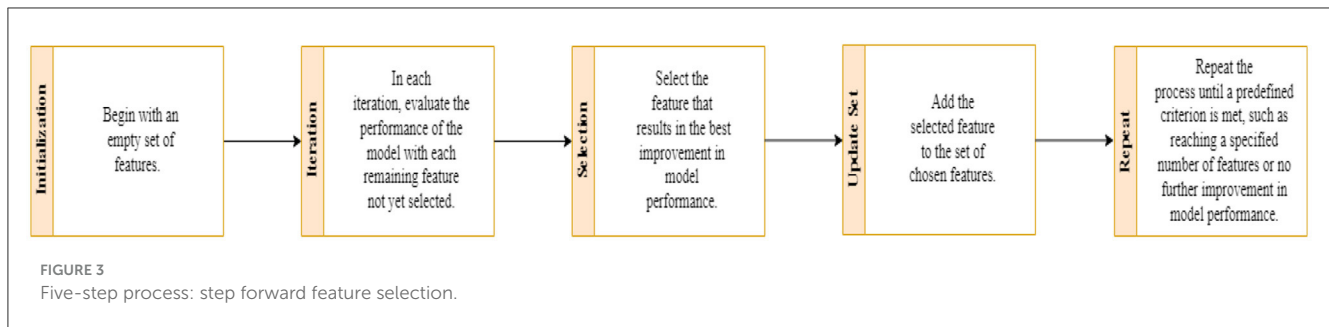 Initialization
Begin with an
empty set of
features.
Iteration
In each
iteration, evaluate the
performance of the
model with each
remaining feature
not yet selected.
Selection
Select the
feature that
results in the best
improvement in
model
performance.
Update Set
Add the
selected feature
to the set of
chosen features.
Repeat
Repeat the
process until a predefined
criterion is met, such as
reaching a specified
number of features or no
further improvement in
model performance.
FIGURE 3
Five-step process: step forward feature selection.